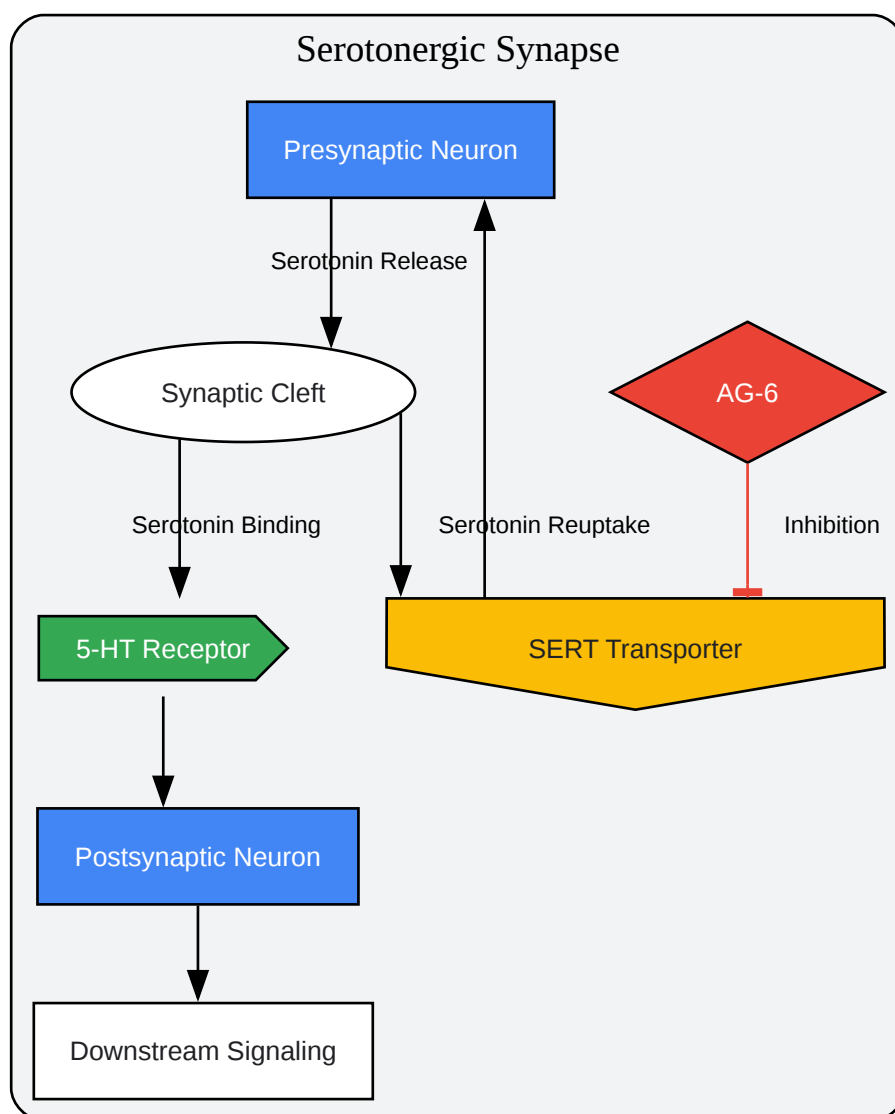 Serotonergic Synapse
Presynaptic Neuron
Serotonin Release
Synaptic Cleft
AG-6
Serotonin Binding
Serotonin Reuptake
Inhibition
5-HT Receptor
SERT Transporter
Postsynaptic Neuron
Downstream Signaling